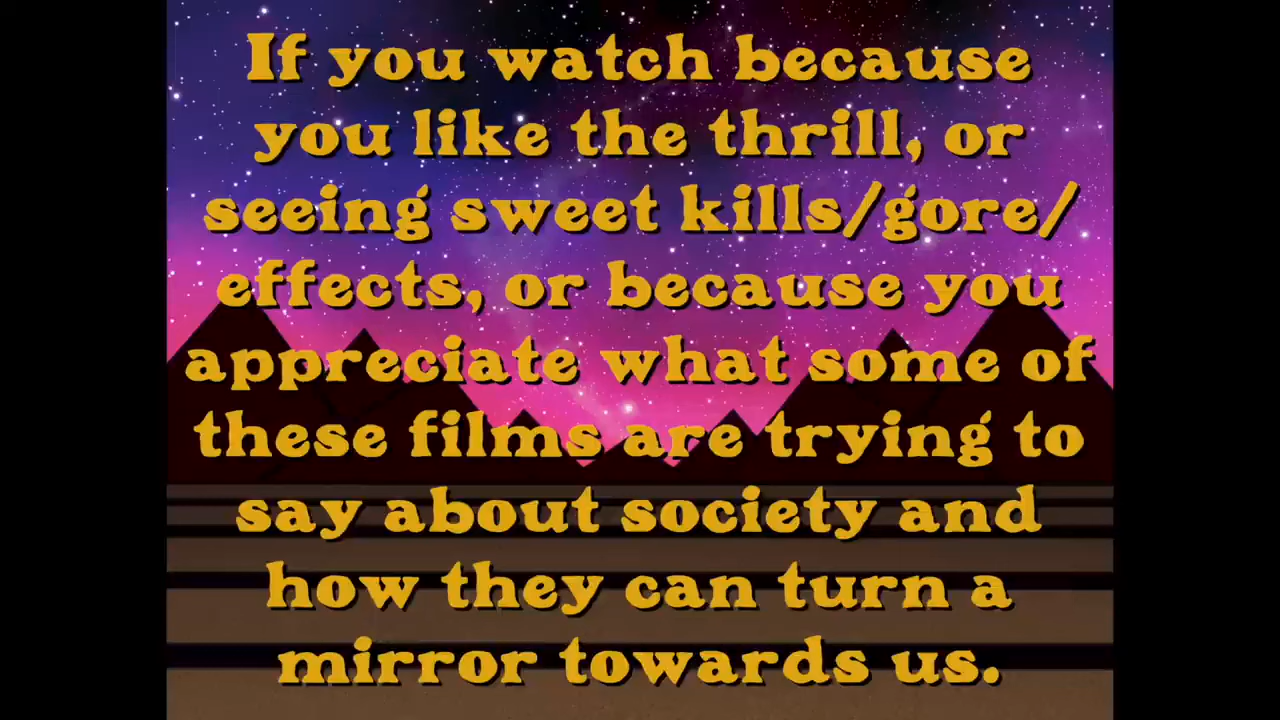 If you watch because
you like the thrill, or
seeing sweet kills/gore/
effects, or because you
appreciate what some of
these films are trying to
say about society and
how they can turn a
mirror towards us.